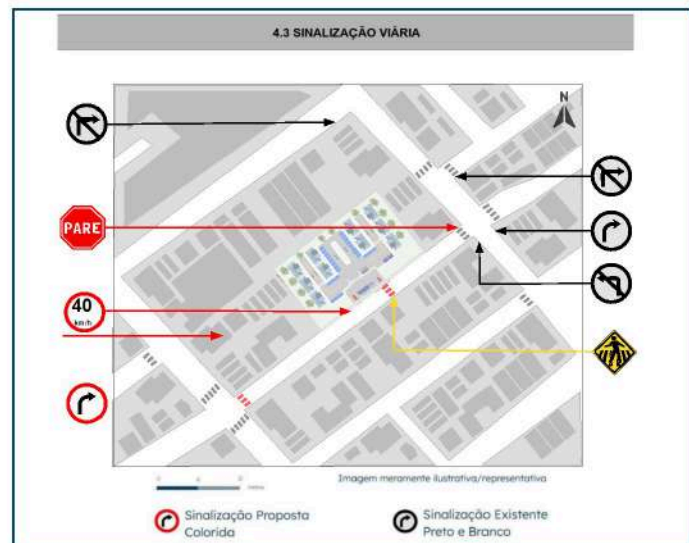 4.3 SINALIZAÇÃO VIÁRIA
N
PARE
40
km/h
Imagem meramente ilustrativa/representativa
Sinalização Proposta
Colorida
Sinalização Existente
Preto e Branco